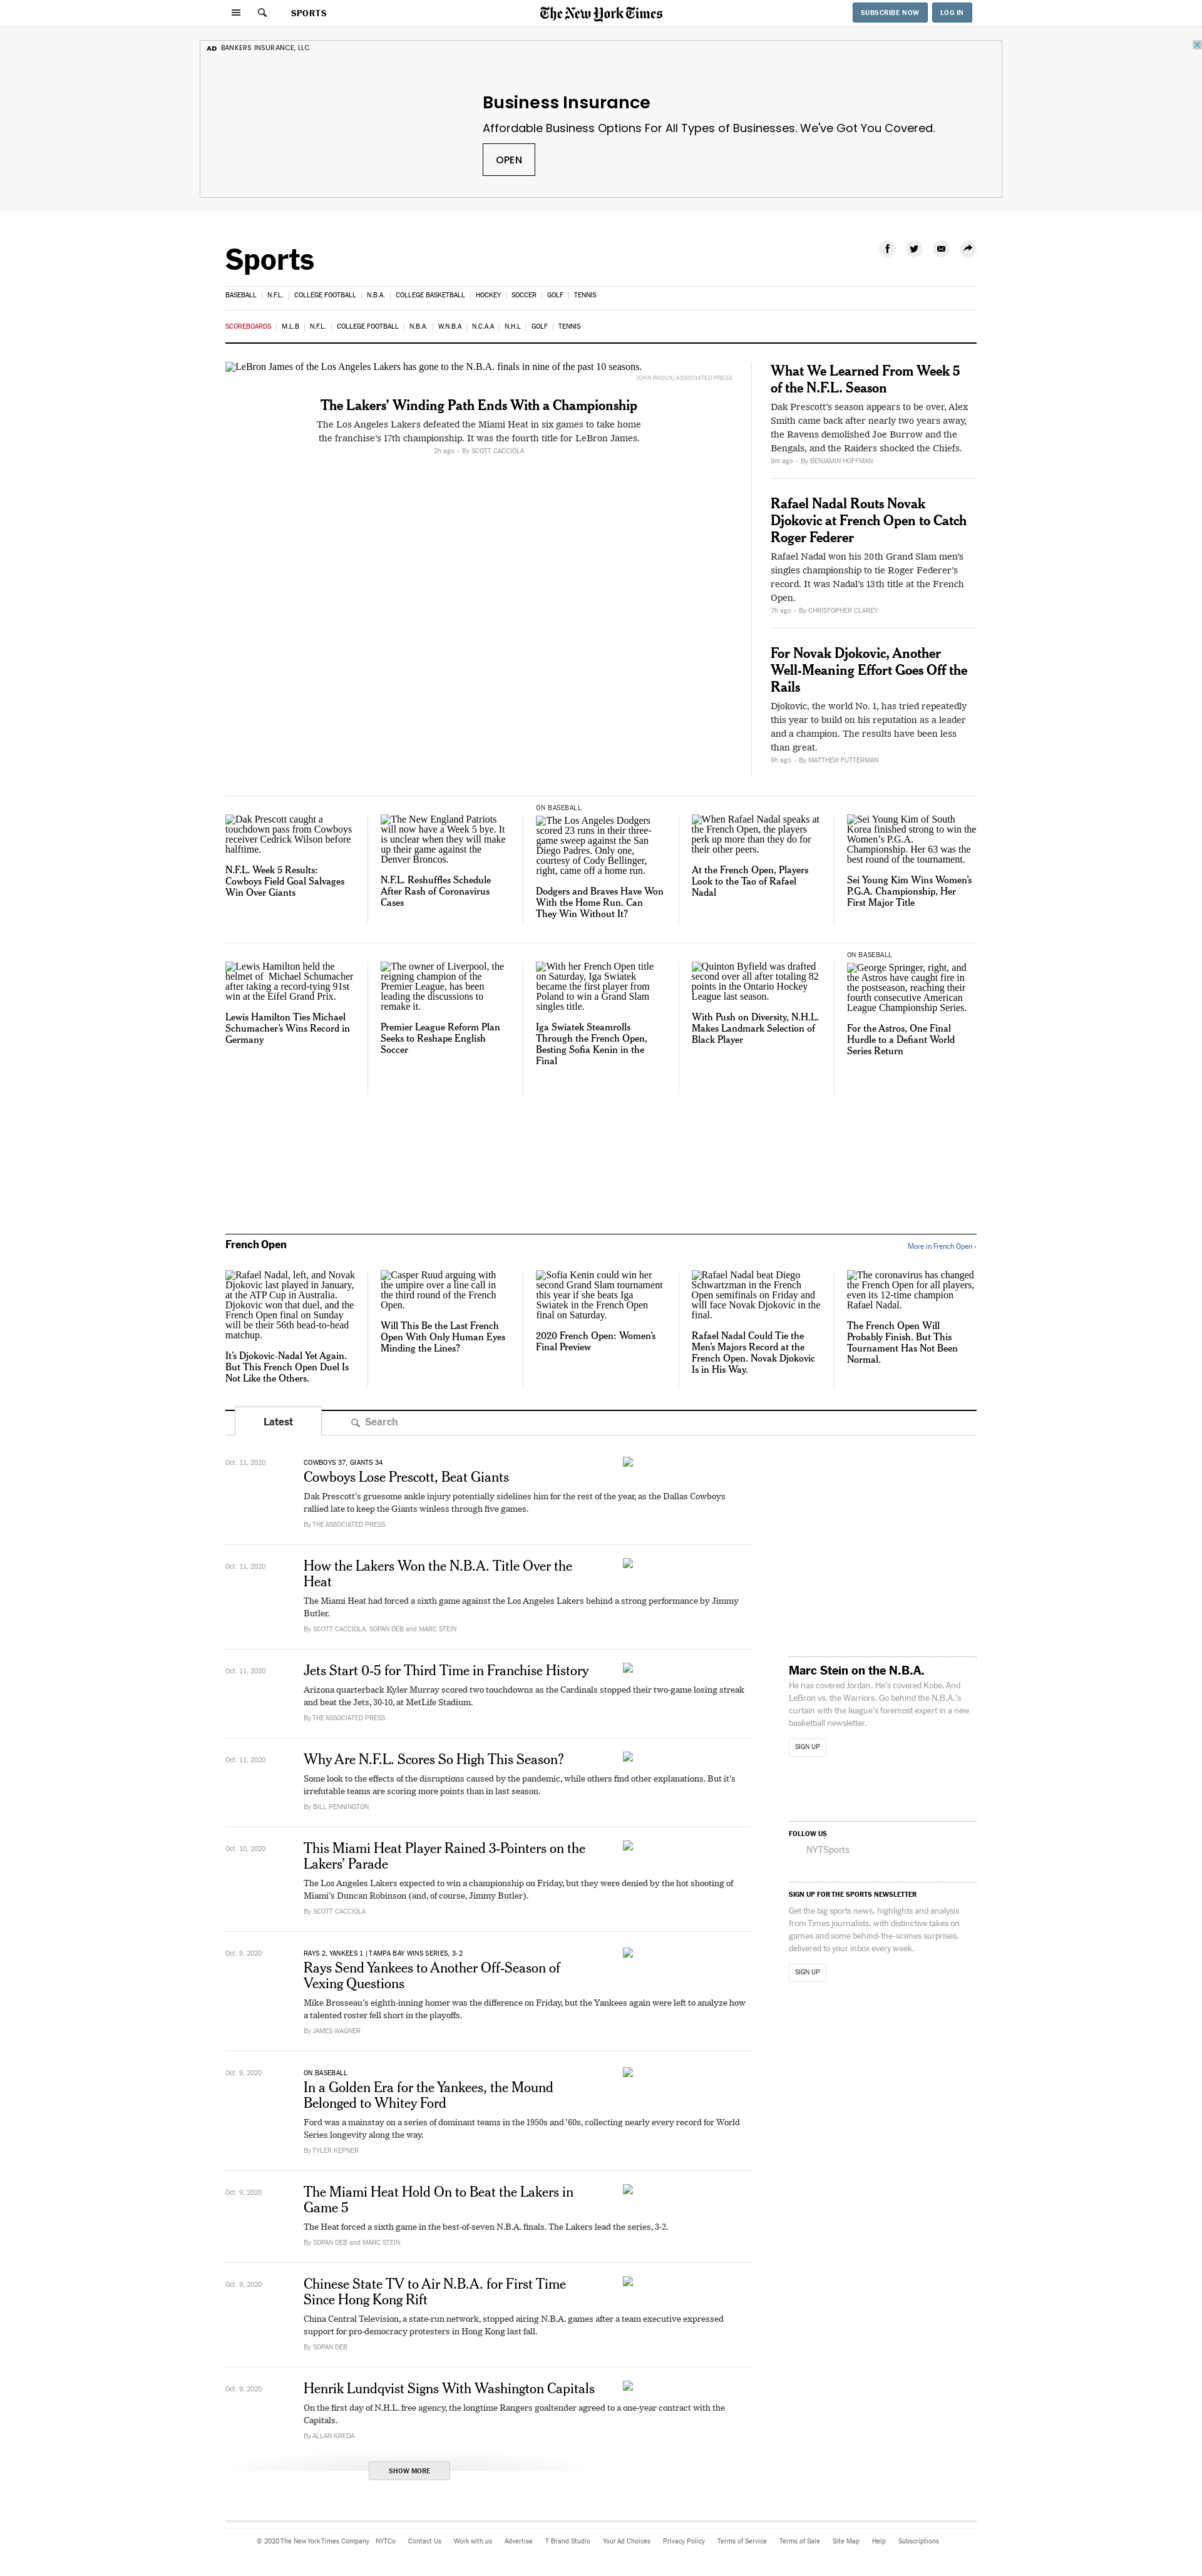 SPORTS
The New York Times
SUBSCRIBE NOW
LOG IN
AD BANKERS INSURANCE, LLC
Business Insurance
Affordable Business Options For All Types of Businesses. We've Got You Covered.
OPEN
Sports
BASEBALL | N.F.L. | COLLEGE FOOTBALL | N.B.A. | COLLEGE BASKETBALL | HOCKEY | SOCCER | GOLF | TENNIS
SCOREBOARDS | M.L.B | N.F.L. | COLLEGE FOOTBALL | N.B.A. | W.N.B.A | N.C.A.A | N.H.L | GOLF | TENNIS
LeBron James of the Los Angeles Lakers has gone to the N.B.A. finals in nine of the past 10 seasons.
JOHN RAOUX/ASSOCIATED PRESS
The Lakers’ Winding Path Ends With a Championship
The Los Angeles Lakers defeated the Miami Heat in six games to take home
the franchise’s 17th championship. It was the fourth title for LeBron James.
2h ago • By SCOTT CACCIOLA
What We Learned From Week 5
of the N.F.L. Season
Dak Prescott’s season appears to be over, Alex
Smith came back after nearly two years away,
the Ravens demolished Joe Burrow and the
Bengals, and the Raiders shocked the Chiefs.
8m ago • By BENJAMIN HOFFMAN
Rafael Nadal Routs Novak
Djokovic at French Open to Catch
Roger Federer
Rafael Nadal won his 20th Grand Slam men’s
singles championship to tie Roger Federer’s
record. It was Nadal’s 13th title at the French
Open.
7h ago • By CHRISTOPHER CLAREY
For Novak Djokovic, Another
Well-Meaning Effort Goes Off the
Rails
Djokovic, the world No. 1, has tried repeatedly
this year to build on his reputation as a leader
and a champion. The results have been less
than great.
9h ago • By MATTHEW FUTTERMAN
Dak Prescott caught a
touchdown pass from Cowboys
receiver Cedrick Wilson before
halftime.
N.F.L. Week 5 Results:
Cowboys Field Goal Salvages
Win Over Giants
The New England Patriots
will now have a Week 5 bye. It
is unclear when they will make
up their game against the
Denver Broncos.
N.F.L. Reshuffles Schedule
After Rash of Coronavirus
Cases
ON BASEBALL
The Los Angeles Dodgers
scored 23 runs in their three-
game sweep against the San
Diego Padres. Only one,
courtesy of Cody Bellinger,
right, came off a home run.
Dodgers and Braves Have Won
With the Home Run. Can
They Win Without It?
When Rafael Nadal speaks at
the French Open, the players
perk up more than they do for
their other peers.
At the French Open, Players
Look to the Tao of Rafael
Nadal
Sei Young Kim of South
Korea finished strong to win the
Women’s P.G.A.
Championship. Her 63 was the
best round of the tournament.
Sei Young Kim Wins Women’s
P.G.A. Championship, Her
First Major Title
Lewis Hamilton held the
helmet of Michael Schumacher
after taking a record-tying 91st
win at the Eifel Grand Prix.
Lewis Hamilton Ties Michael
Schumacher’s Wins Record in
Germany
The owner of Liverpool, the
reigning champion of the
Premier League, has been
leading the discussions to
remake it.
Premier League Reform Plan
Seeks to Reshape English
Soccer
With her French Open title
on Saturday, Iga Swiatek
became the first player from
Poland to win a Grand Slam
singles title.
Iga Swiatek Steamrolls
Through the French Open,
Besting Sofia Kenin in the
Final
Quinton Byfield was drafted
second over all after totaling 82
points in the Ontario Hockey
League last season.
With Push on Diversity, N.H.L.
Makes Landmark Selection of
Black Player
ON BASEBALL
George Springer, right, and
the Astros have caught fire in
the postseason, reaching their
fourth consecutive American
League Championship Series.
For the Astros, One Final
Hurdle to a Defiant World
Series Return
French Open
More in French Open ›
Rafael Nadal, left, and Novak
Djokovic last played in January,
at the ATP Cup in Australia.
Djokovic won that duel, and the
French Open final on Sunday
will be their 56th head-to-head
matchup.
It’s Djokovic-Nadal Yet Again.
But This French Open Duel Is
Not Like the Others.
Casper Ruud arguing with
the umpire over a line call in
the third round of the French
Open.
Will This Be the Last French
Open With Only Human Eyes
Minding the Lines?
Sofia Kenin could win her
second Grand Slam tournament
this year if she beats Iga
Swiatek in the French Open
final on Saturday.
2020 French Open: Women’s
Final Preview
Rafael Nadal beat Diego
Schwartzman in the French
Open semifinals on Friday and
will face Novak Djokovic in the
final.
Rafael Nadal Could Tie the
Men’s Majors Record at the
French Open. Novak Djokovic
Is in His Way.
The coronavirus has changed
the French Open for all players,
even its 12-time champion
Rafael Nadal.
The French Open Will
Probably Finish. But This
Tournament Has Not Been
Normal.
Latest
Search
Oct. 11, 2020
COWBOYS 37, GIANTS 34
Cowboys Lose Prescott, Beat Giants
Dak Prescott’s gruesome ankle injury potentially sidelines him for the rest of the year, as the Dallas Cowboys
rallied late to keep the Giants winless through five games.
By THE ASSOCIATED PRESS
Oct. 11, 2020
How the Lakers Won the N.B.A. Title Over the
Heat
The Miami Heat had forced a sixth game against the Los Angeles Lakers behind a strong performance by Jimmy
Butler.
By SCOTT CACCIOLA, SOPAN DEB and MARC STEIN
Oct. 11, 2020
Jets Start 0-5 for Third Time in Franchise History
Arizona quarterback Kyler Murray scored two touchdowns as the Cardinals stopped their two-game losing streak
and beat the Jets, 30-10, at MetLife Stadium.
By THE ASSOCIATED PRESS
Oct. 11, 2020
Why Are N.F.L. Scores So High This Season?
Some look to the effects of the disruptions caused by the pandemic, while others find other explanations. But it’s
irrefutable teams are scoring more points than in last season.
By BILL PENNINGTON
Oct. 10, 2020
This Miami Heat Player Rained 3-Pointers on the
Lakers’ Parade
The Los Angeles Lakers expected to win a championship on Friday, but they were denied by the hot shooting of
Miami’s Duncan Robinson (and, of course, Jimmy Butler).
By SCOTT CACCIOLA
Oct. 9, 2020
RAYS 2, YANKEES 1 | TAMPA BAY WINS SERIES, 3-2
Rays Send Yankees to Another Off-Season of
Vexing Questions
Mike Brosseau’s eighth-inning homer was the difference on Friday, but the Yankees again were left to analyze how
a talented roster fell short in the playoffs.
By JAMES WAGNER
Oct. 9, 2020
ON BASEBALL
In a Golden Era for the Yankees, the Mound
Belonged to Whitey Ford
Ford was a mainstay on a series of dominant teams in the 1950s and ’60s, collecting nearly every record for World
Series longevity along the way.
By TYLER KEPNER
Oct. 9, 2020
The Miami Heat Hold On to Beat the Lakers in
Game 5
The Heat forced a sixth game in the best-of-seven N.B.A. finals. The Lakers lead the series, 3-2.
By SOPAN DEB and MARC STEIN
Oct. 9, 2020
Chinese State TV to Air N.B.A. for First Time
Since Hong Kong Rift
China Central Television, a state-run network, stopped airing N.B.A. games after a team executive expressed
support for pro-democracy protesters in Hong Kong last fall.
By SOPAN DEB
Oct. 9, 2020
Henrik Lundqvist Signs With Washington Capitals
On the first day of N.H.L. free agency, the longtime Rangers goaltender agreed to a one-year contract with the
Capitals.
By ALLAN KREDA
SHOW MORE
Marc Stein on the N.B.A.
He has covered Jordan. He’s covered Kobe. And
LeBron vs. the Warriors. Go behind the N.B.A.’s
curtain with the league’s foremost expert in a new
basketball newsletter.
SIGN UP
FOLLOW US
NYTSports
SIGN UP FOR THE SPORTS NEWSLETTER
Get the big sports news, highlights and analysis
from Times journalists, with distinctive takes on
games and some behind-the-scenes surprises,
delivered to your inbox every week.
SIGN UP
© 2020 The New York Times Company NYTCo Contact Us Work with us Advertise T Brand Studio Your Ad Choices Privacy Policy Terms of Service Terms of Sale Site Map Help Subscriptions